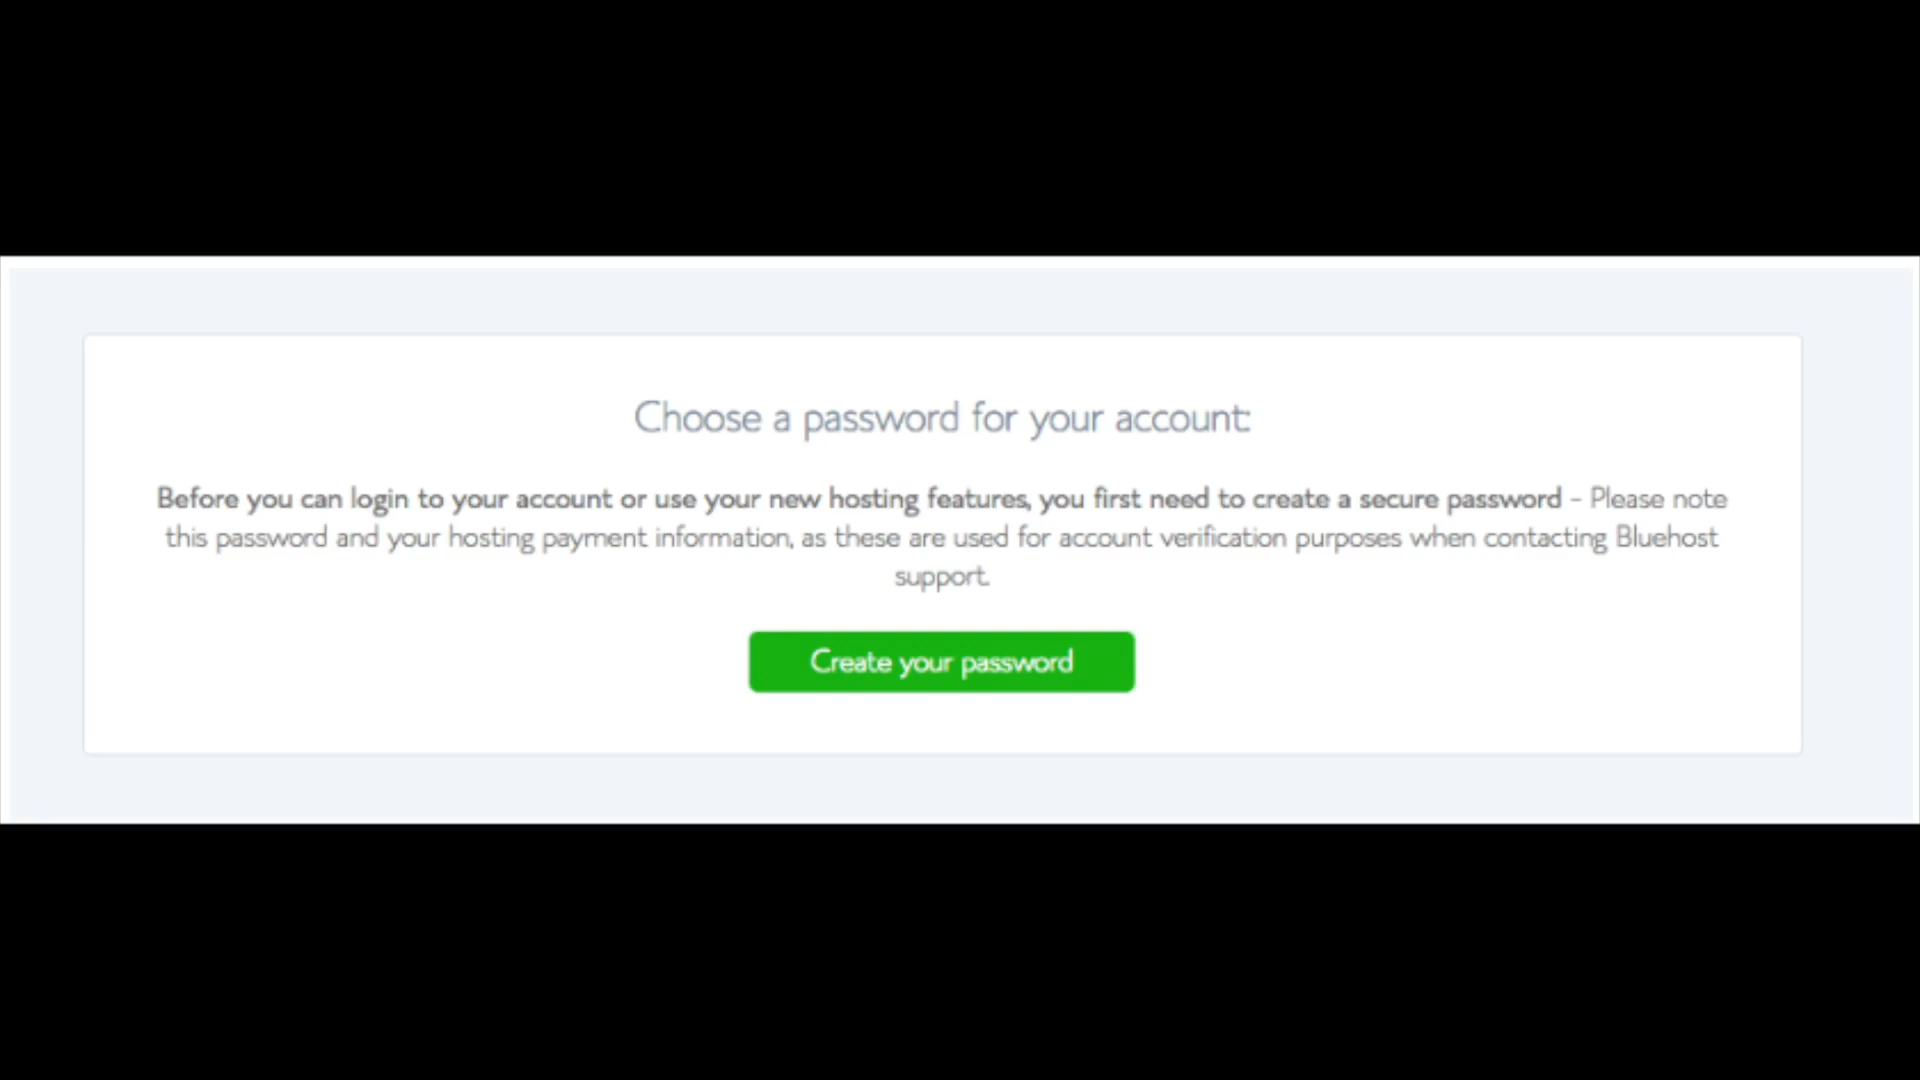 Choose a password for your account:
Before you can login to your account or use your new hosting features, you first need to create a secure password – Please note
this password and your hosting payment information, as these are used for account verification purposes when contacting Bluehost
support.
Create your password